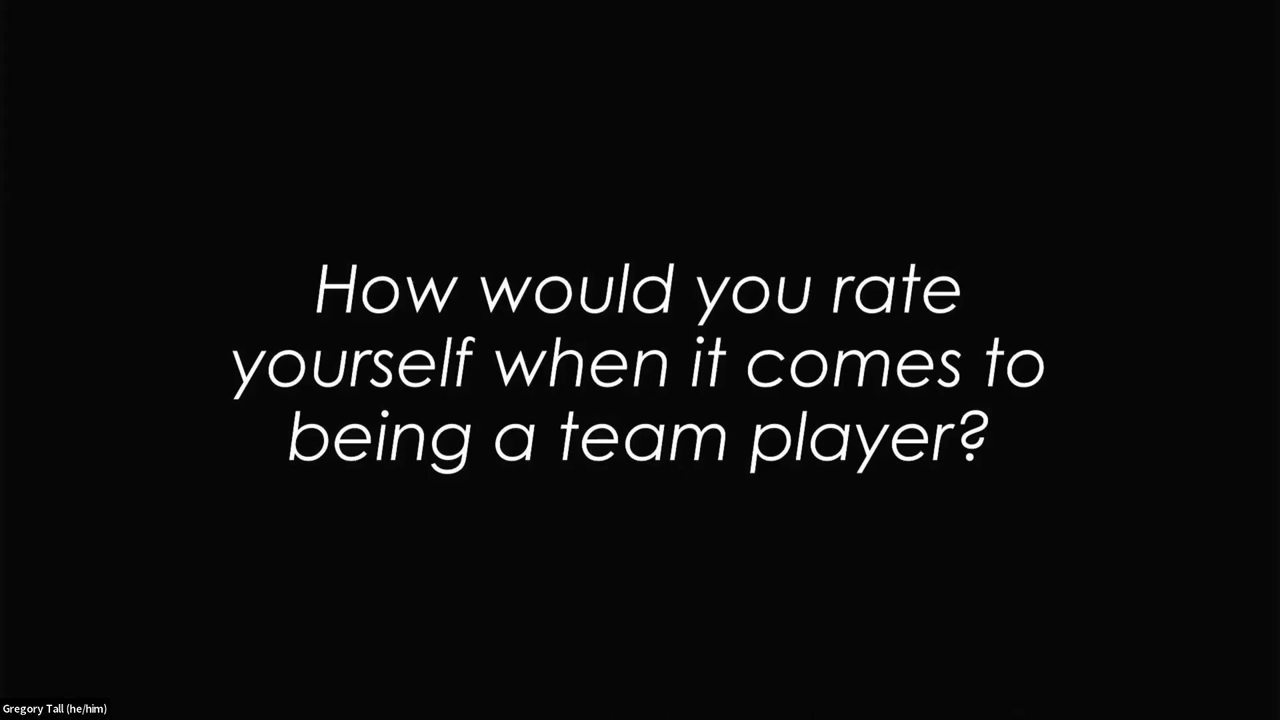 How would you rate
yourself when it comes to
being a team player?
Gregory Tall (he/him)